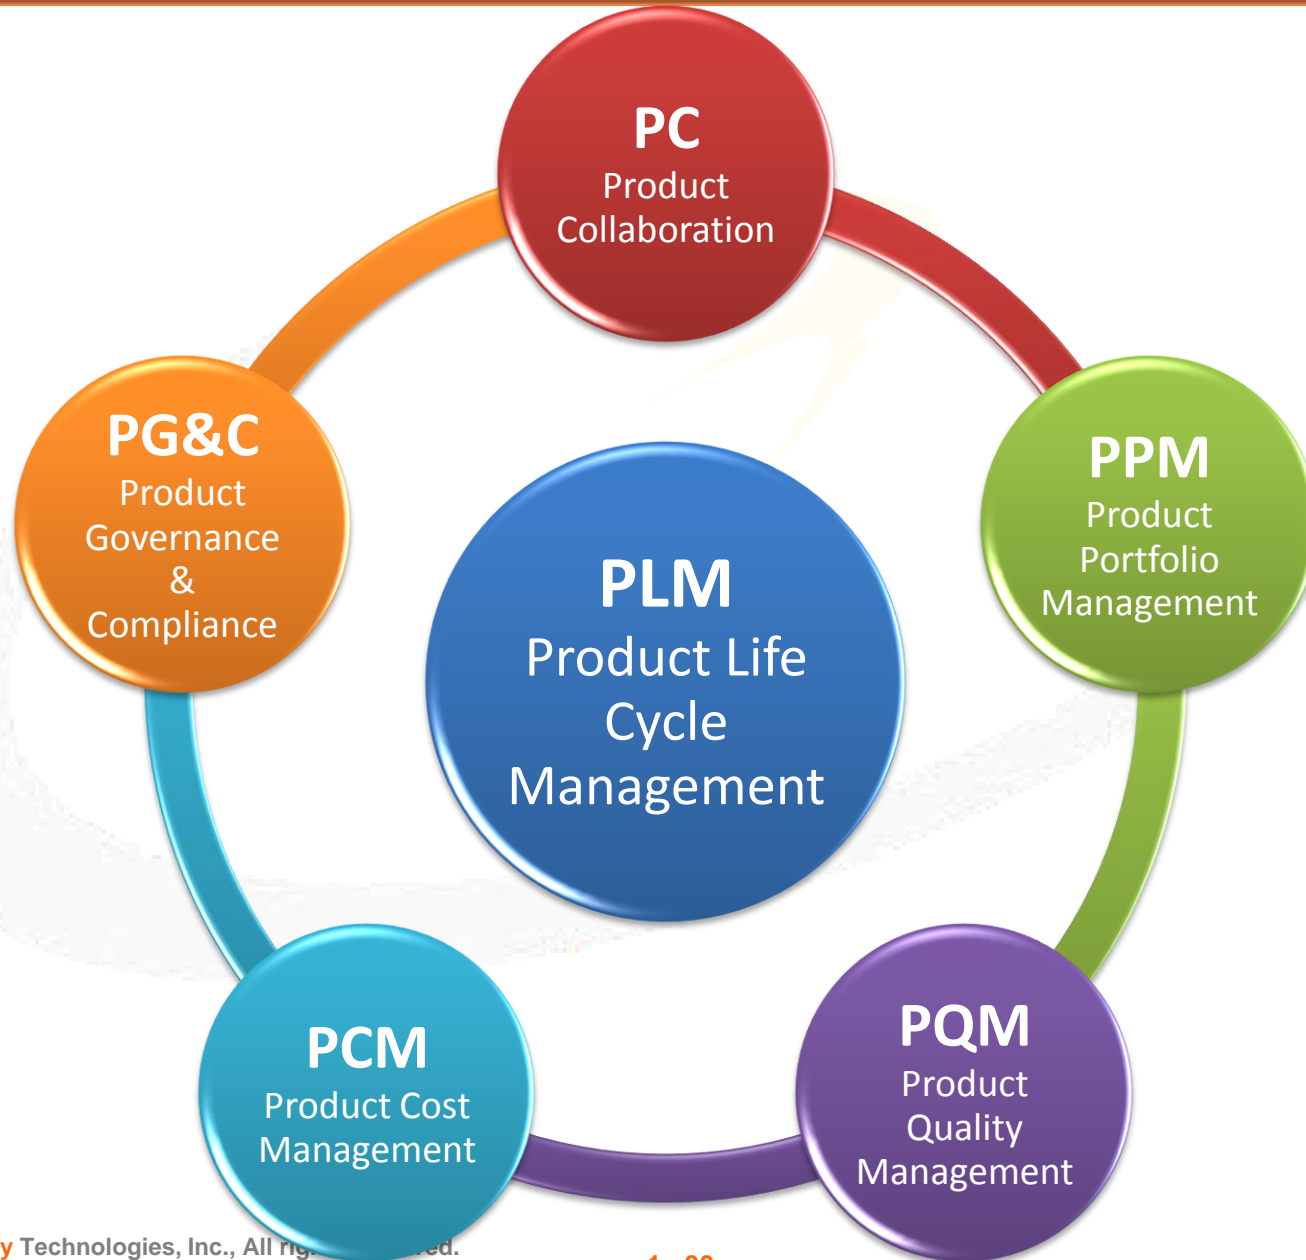 PC
Product
Collaboration
PG&C
Product
Governance
&
Compliance
PPM
Product
Portfolio
Management
PLM
Product Life
Cycle
Management
PCM
Product Cost
Management
PQM
Product
Quality
Management
y Technologies, Inc., All